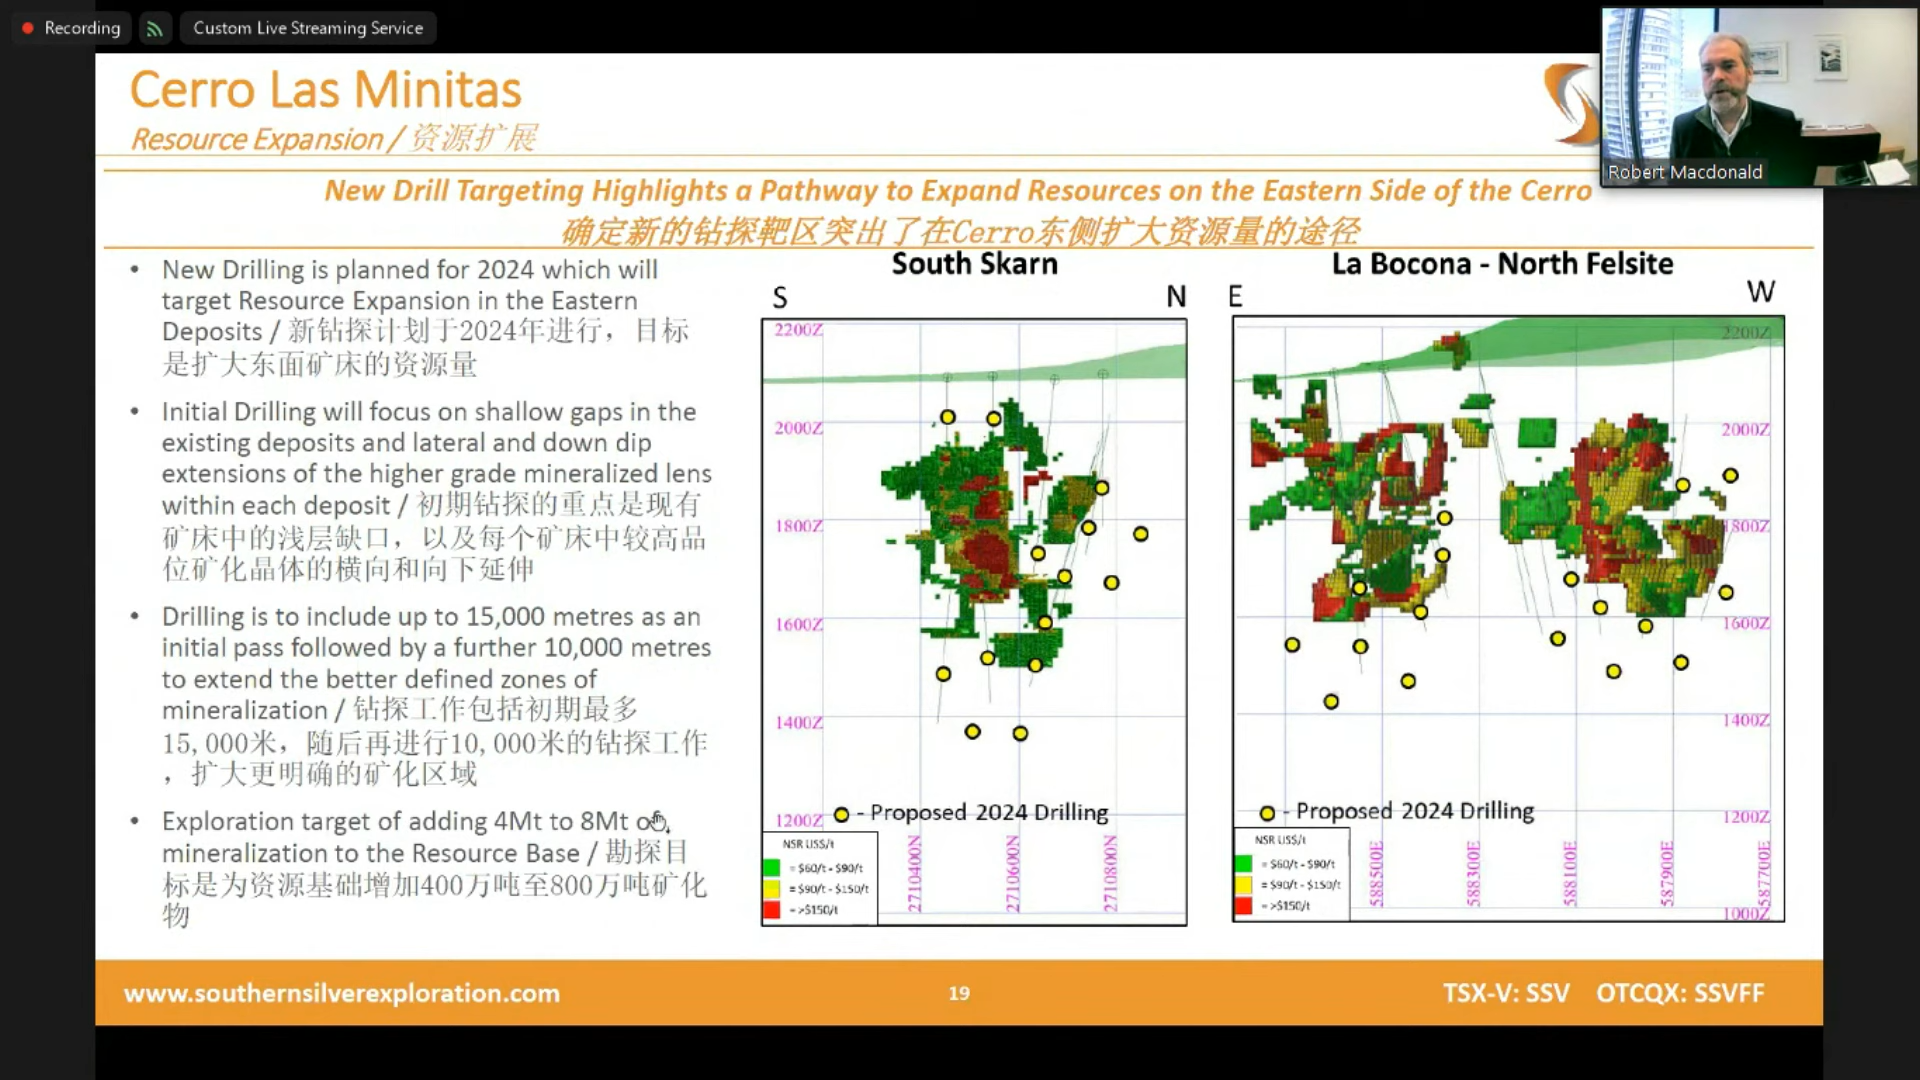 Recording
Custom Live Streaming Service
Cerro Las Minitas
Resource Expansion / 资源扩展
Robert Macdonald
New Drill Targeting Highlights a Pathway to Expand Resources on the Eastern Side of the Cerro
确定新的钻探靶区突出了在Cerro东侧扩大资源量的途径
• New Drilling is planned for 2024 which will
target Resource Expansion in the Eastern
Deposits / 新钻探计划于2024年进行，目标
是扩大东面矿床的资源量
• Initial Drilling will focus on shallow gaps in the
existing deposits and lateral and down dip
extensions of the higher grade mineralized lens
within each deposit / 初期钻探的重点是现有
矿床中的浅层缺口，以及每个矿床中较高品
位矿化晶体的横向和向下延伸
• Drilling is to include up to 15,000 metres as an
initial pass followed by a further 10,000 metres
to extend the better defined zones of
mineralization / 钻探工作包括初期最多
15,000米，随后再进行10,000米的钻探工作
，扩大更明确的矿化区域
• Exploration target of adding 4Mt to 8Mt of
mineralization to the Resource Base / 勘探目
标是为资源基础增加400万吨至800万吨矿化
物
South Skarn
S N
2200Z
2000Z
1800Z
1600Z
1400Z
1200Z
- Proposed 2024 Drilling
NSR US$/t
= $60/t - $90/t
= $90/t - $150/t
= >$150/t
2710400N
2710600N
2710800N
La Bocona - North Felsite
E W
2200Z
2000Z
1800Z
1600Z
1400Z
1200Z
1000Z
- Proposed 2024 Drilling
NSR US$/t
= $60/t - $90/t
= $90/t - $150/t
= >$150/t
588500E
588300E
588100E
587900E
587700E
www.southernsilverexploration.com
19
TSX-V: SSV OTCQX: SSVFF